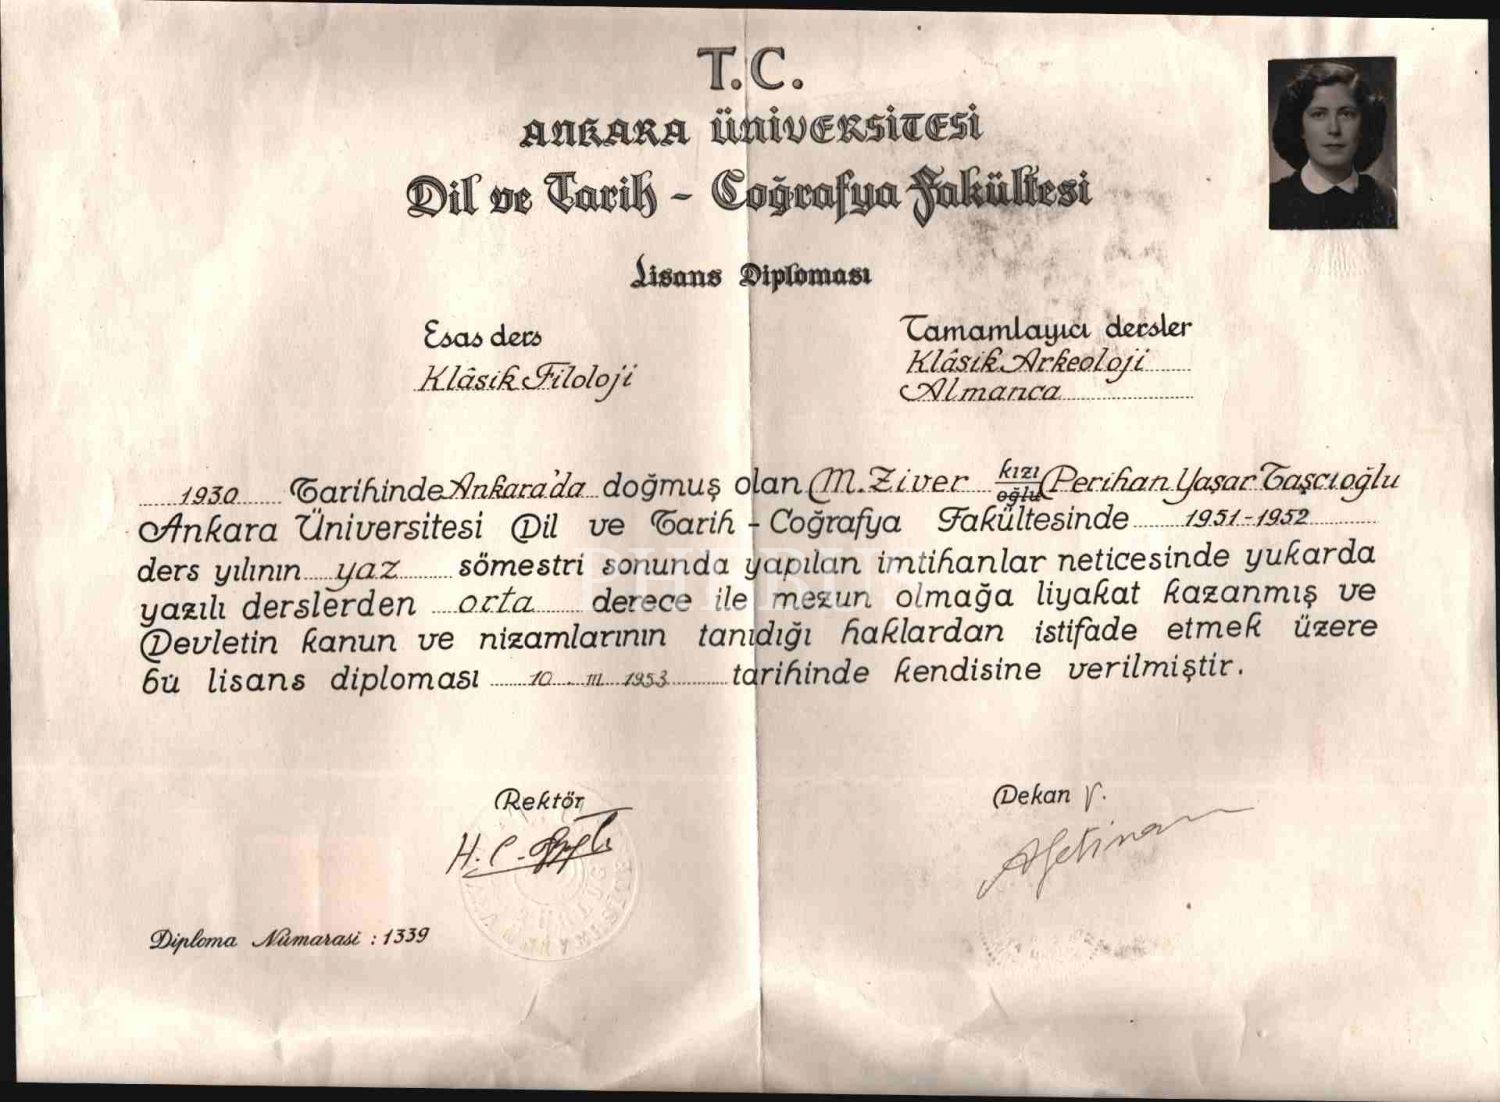 T.C.
ANKARA ÜNİVERSİTESİ
Dil ve Tarih - Coğrafya Fakültesi
Lisans Diploması
Esas ders
Klâsik Filoloji
Tamamlayıcı dersler
Klâsik Arkeoloji
Almanca
1930 Tarihinde Ankara'da doğmuş olan M. Ziver kızı oğlu Perihan Yaşar Taşcıoğlu
Ankara Üniversitesi Dil ve Tarih - Coğrafya Fakültesinde 1951-1952
ders yılının yaz sömestri sonunda yapılan imtihanlar neticesinde yukarda
yazılı derslerden orta derece ile mezun olmağa liyakat kazanmış ve
Devletin kanun ve nizamlarının tanıdığı haklardan istifade etmek üzere
bu lisans diploması 10 . III 1953 tarihinde kendisine verilmiştir.
Rektör
Dekan V.
Afetinan
Diploma Numarası : 1339